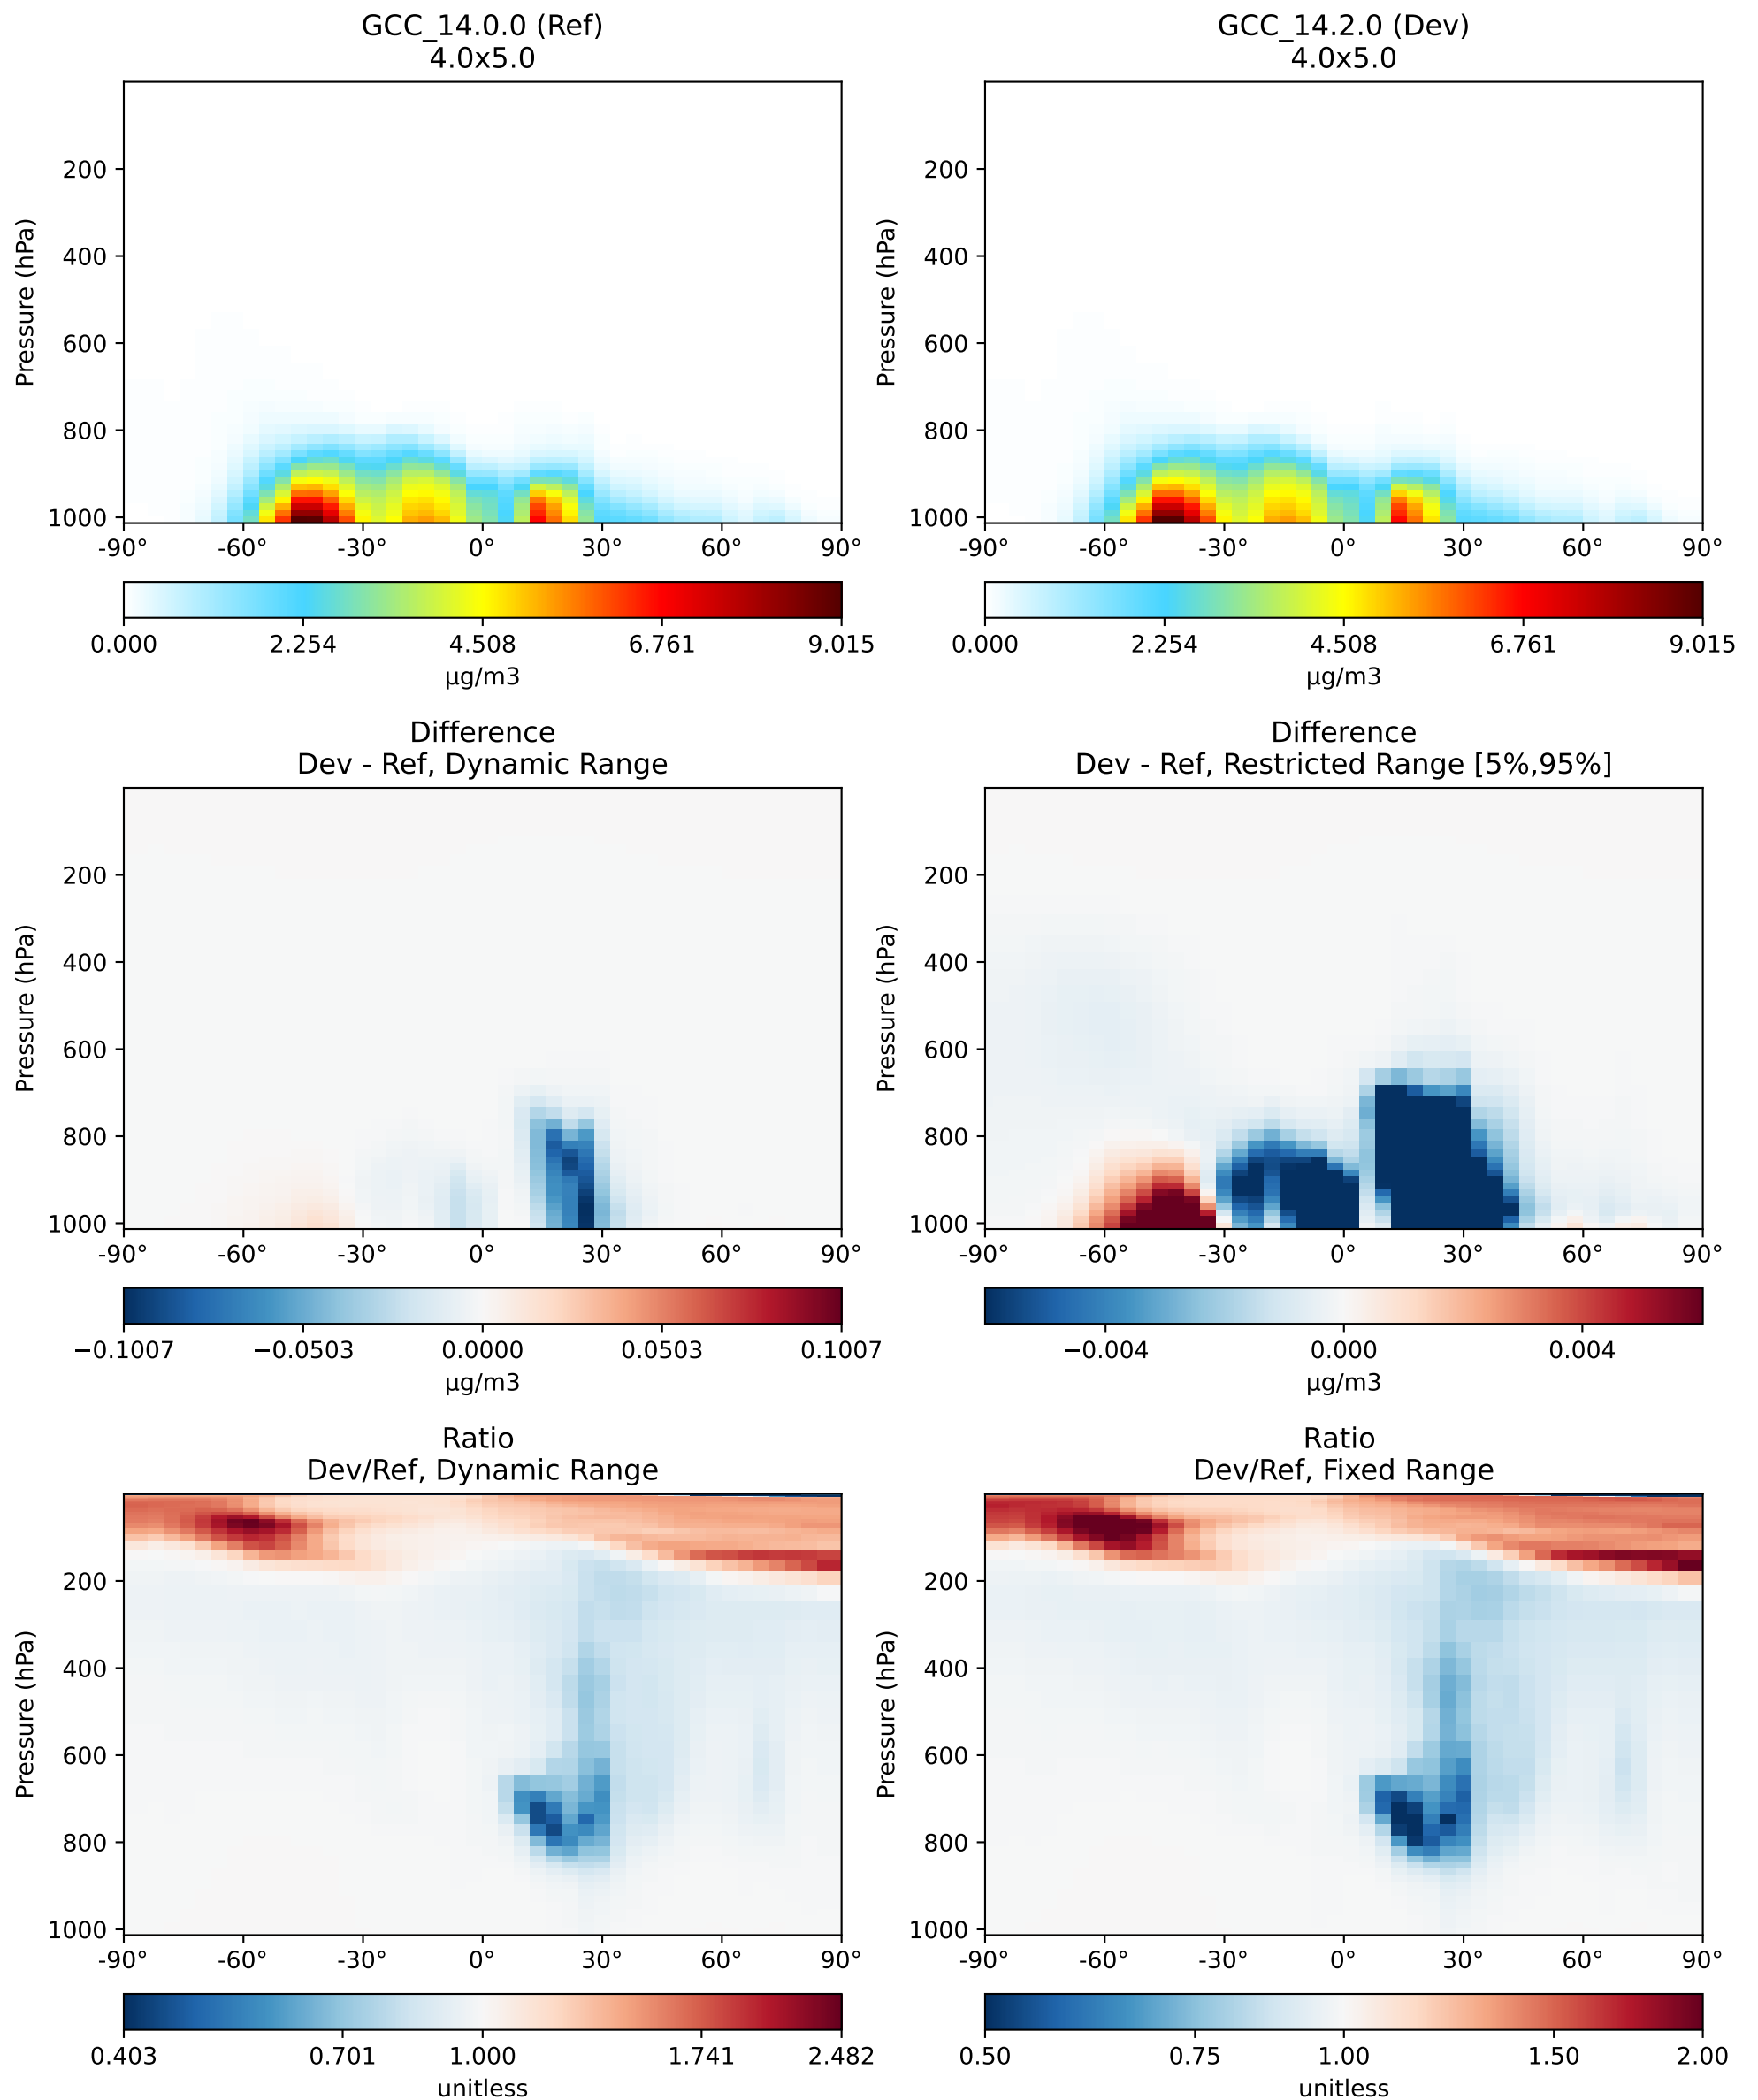 GCC_14.0.0 (Ref)
4.0x5.0
Pressure (hPa)
200
400
600
800
1000
-90° -60° -30° 0° 30° 60° 90°
0.000 2.254 4.508 6.761 9.015
µg/m3
GCC_14.2.0 (Dev)
4.0x5.0
Pressure (hPa)
200
400
600
800
1000
-90° -60° -30° 0° 30° 60° 90°
0.000 2.254 4.508 6.761 9.015
µg/m3
Difference
Dev - Ref, Dynamic Range
Pressure (hPa)
200
400
600
800
1000
-90° -60° -30° 0° 30° 60° 90°
−0.1007 −0.0503 0.0000 0.0503 0.1007
µg/m3
Difference
Dev - Ref, Restricted Range [5%,95%]
Pressure (hPa)
200
400
600
800
1000
-90° -60° -30° 0° 30° 60° 90°
−0.004 0.000 0.004
µg/m3
Ratio
Dev/Ref, Dynamic Range
Pressure (hPa)
200
400
600
800
1000
-90° -60° -30° 0° 30° 60° 90°
0.403 0.701 1.000 1.741 2.482
unitless
Ratio
Dev/Ref, Fixed Range
Pressure (hPa)
200
400
600
800
1000
-90° -60° -30° 0° 30° 60° 90°
0.50 0.75 1.00 1.50 2.00
unitless